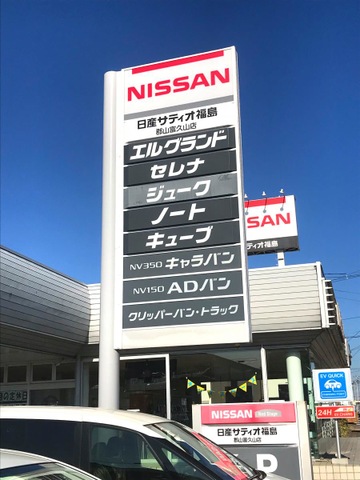 NISSAN
日産サティオ福島
郡山富久山店
エルグランド
セレナ
ジューク
ノート
キューブ
NV350 キャラバン
NV150 ADバン
クリッパーバン・トラック
SAN
ティオ福島
EV QUICK
24H
NISSAN
Red Stage
日産サティオ福島
郡山富久山店
P